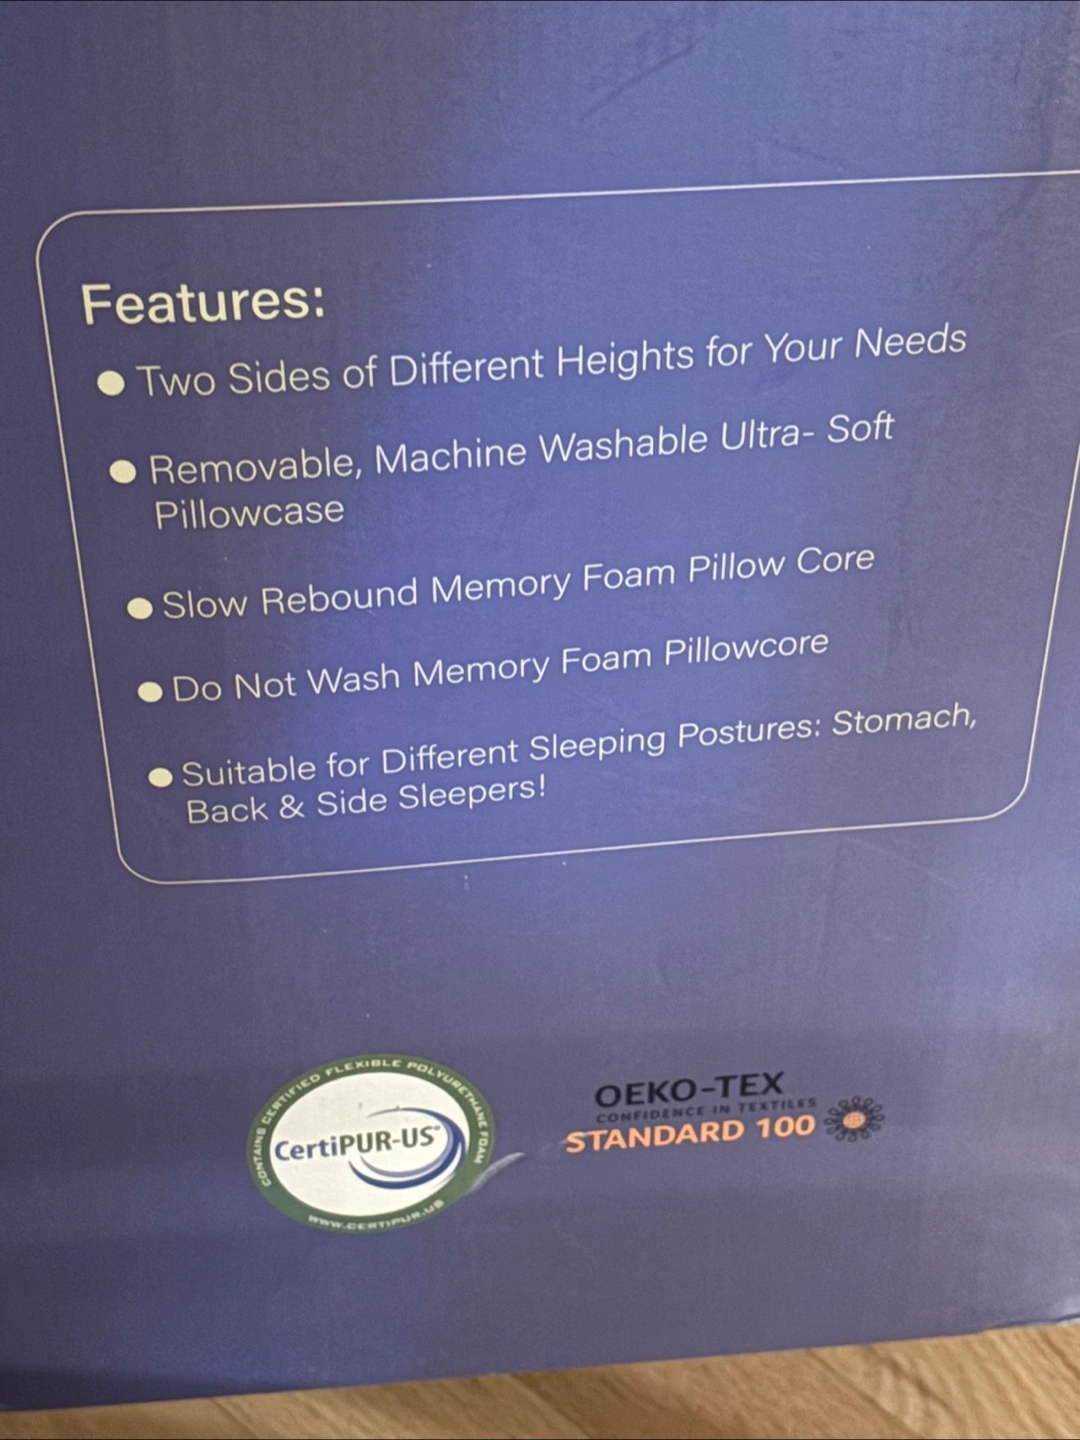 Features:
● Two Sides of Different Heights for Your Needs
● Removable, Machine Washable Ultra- Soft
Pillowcase
● Slow Rebound Memory Foam Pillow Core
● Do Not Wash Memory Foam Pillowcore
● Suitable for Different Sleeping Postures: Stomach,
Back & Side Sleepers!
CONTAINS CERTIFIED FLEXIBLE POLYURETHANE FOAM
CertiPUR-US®
WWW.CERTIPUR.US
OEKO-TEX
CONFIDENCE IN TEXTILES
STANDARD 100